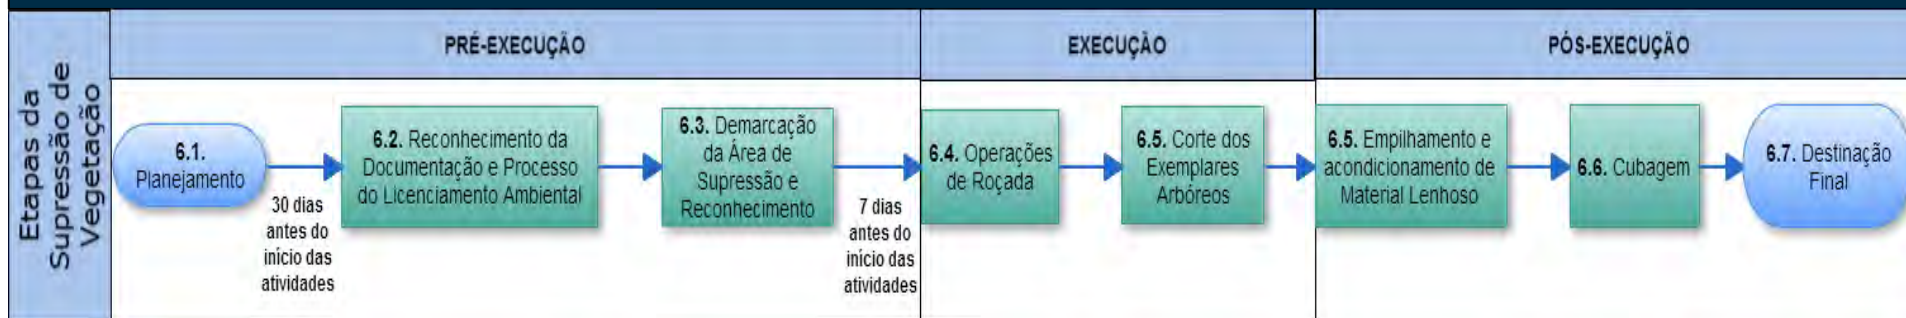 Etapas da
Supressão de
Vegetação
PRÉ-EXECUÇÃO
6.1.
Planejamento
30 dias
antes do
início das
atividades
6.2. Reconhecimento da
Documentação e Processo
do Licenciamento Ambiental
6.3. Demarcação
da Área de
Supressão e
Reconhecimento
7 dias
antes do
início das
atividades
EXECUÇÃO
6.4. Operações
de Roçada
6.5. Corte dos
Exemplares
Arbóreos
PÓS-EXECUÇÃO
6.5. Empilhamento e
acondicionamento de
Material Lenhoso
6.6. Cubagem
6.7. Destinação
Final